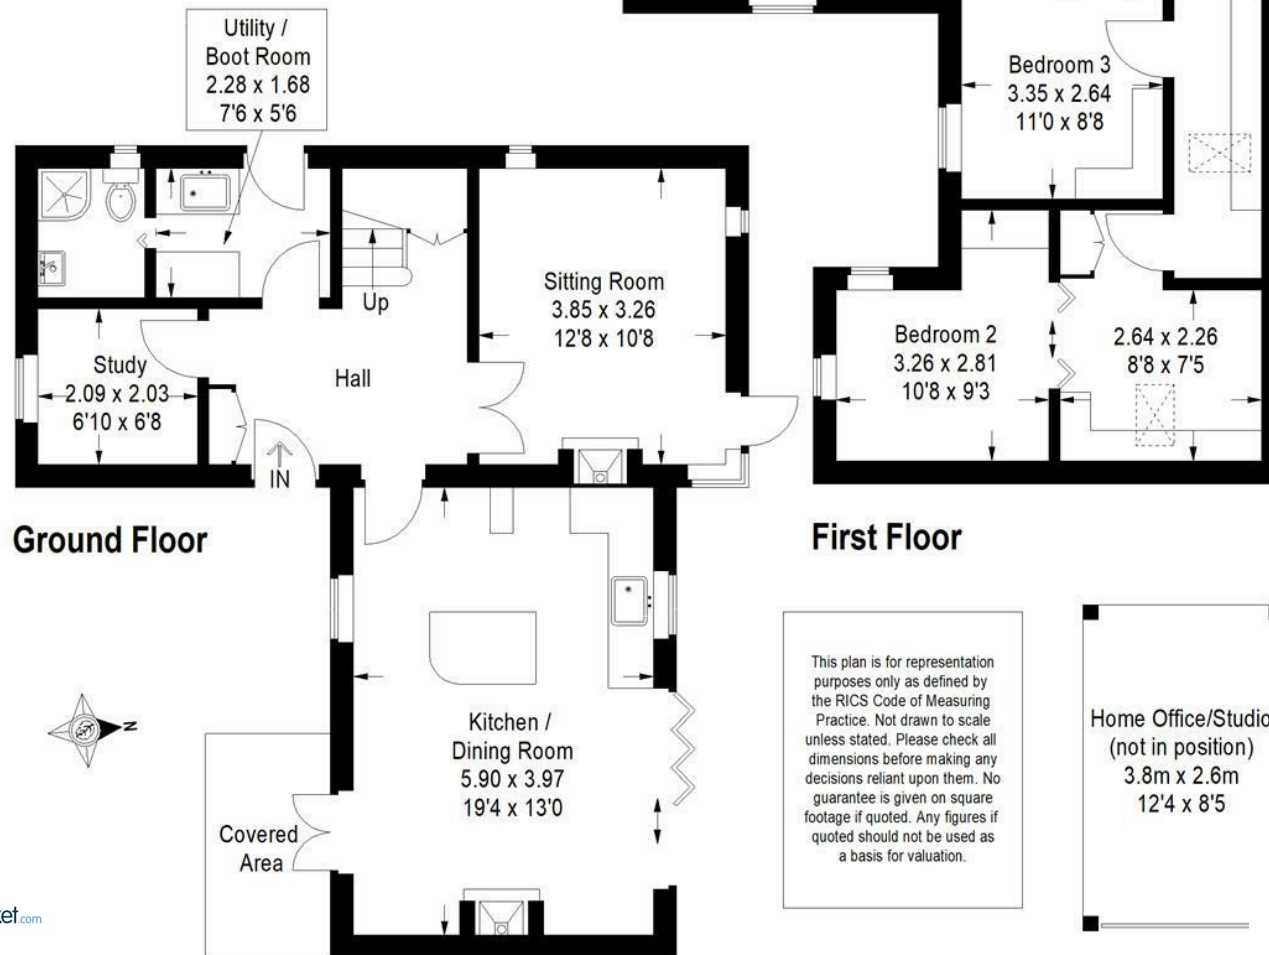 Utility /
Boot Room
2.28 x 1.68
7'6 x 5'6
Bedroom 3
3.35 x 2.64
11'0 x 8'8
Up
Sitting Room
3.85 x 3.26
12'8 x 10'8
Study
2.09 x 2.03
6'10 x 6'8
Hall
IN
Bedroom 2
3.26 x 2.81
10'8 x 9'3
2.64 x 2.26
8'8 x 7'5
Ground Floor
First Floor
N
Kitchen /
Dining Room
5.90 x 3.97
19'4 x 13'0
Covered
Area
This plan is for representation
purposes only as defined by
the RICS Code of Measuring
Practice. Not drawn to scale
unless stated. Please check all
dimensions before making any
decisions reliant upon them. No
guarantee is given on square
footage if quoted. Any figures if
quoted should not be used as
a basis for valuation.
Home Office/Studio
(not in position)
3.8m x 2.6m
12'4 x 8'5
ket.com